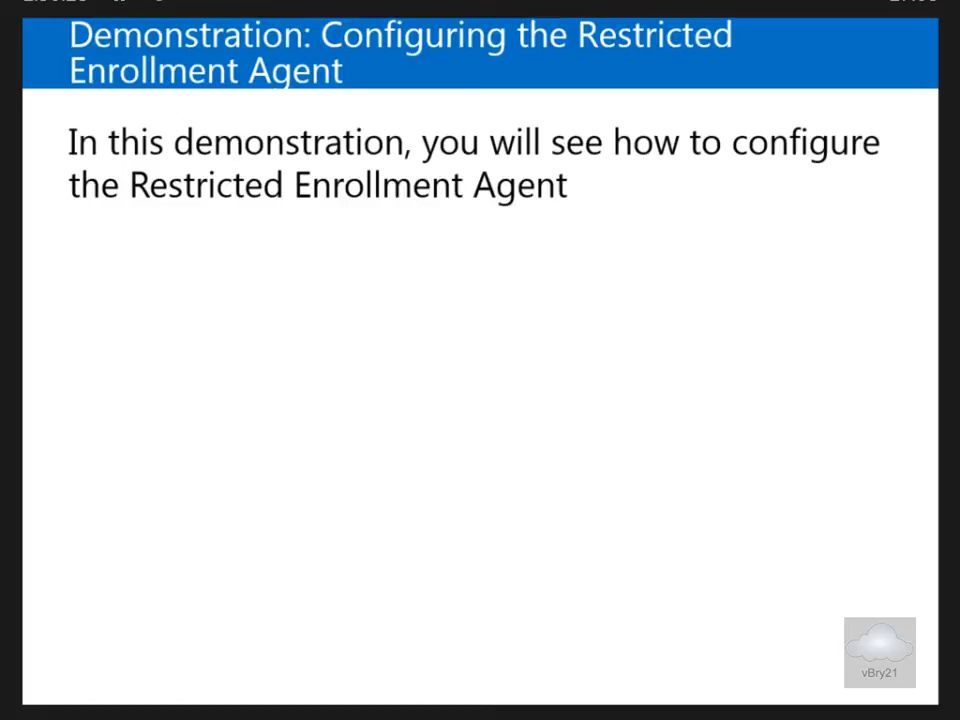 Demonstration: Configuring the Restricted
Enrollment Agent
In this demonstration, you will see how to configure
the Restricted Enrollment Agent
vBry21